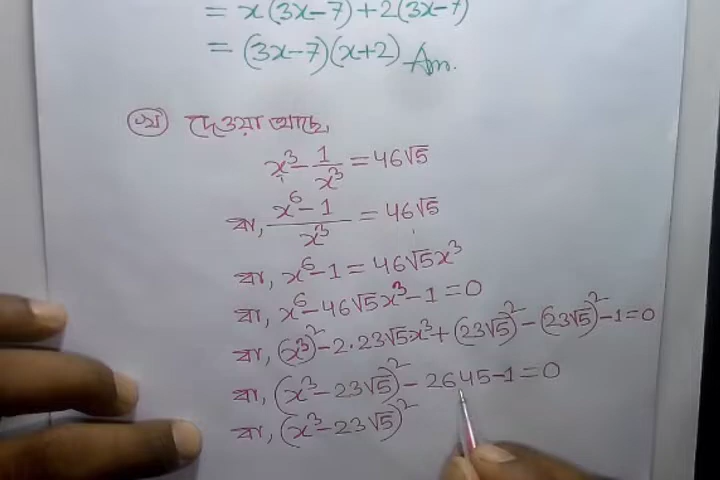 = x(3x-7)+2(3x-7)
= (3x-7)(x+2) Am.
খ দেওয়া আছে,
x³ - 1/x³ = 46√5
বা, (x⁶-1)/x³ = 46√5
বা, x⁶-1 = 46√5x³
বা, x⁶-46√5x³-1=0
বা, (x³)²-2·23√5x³+(23√5)²-(23√5)²-1=0
বা, (x³-23√5)²-2645-1=0
বা, (x³-23√5)²